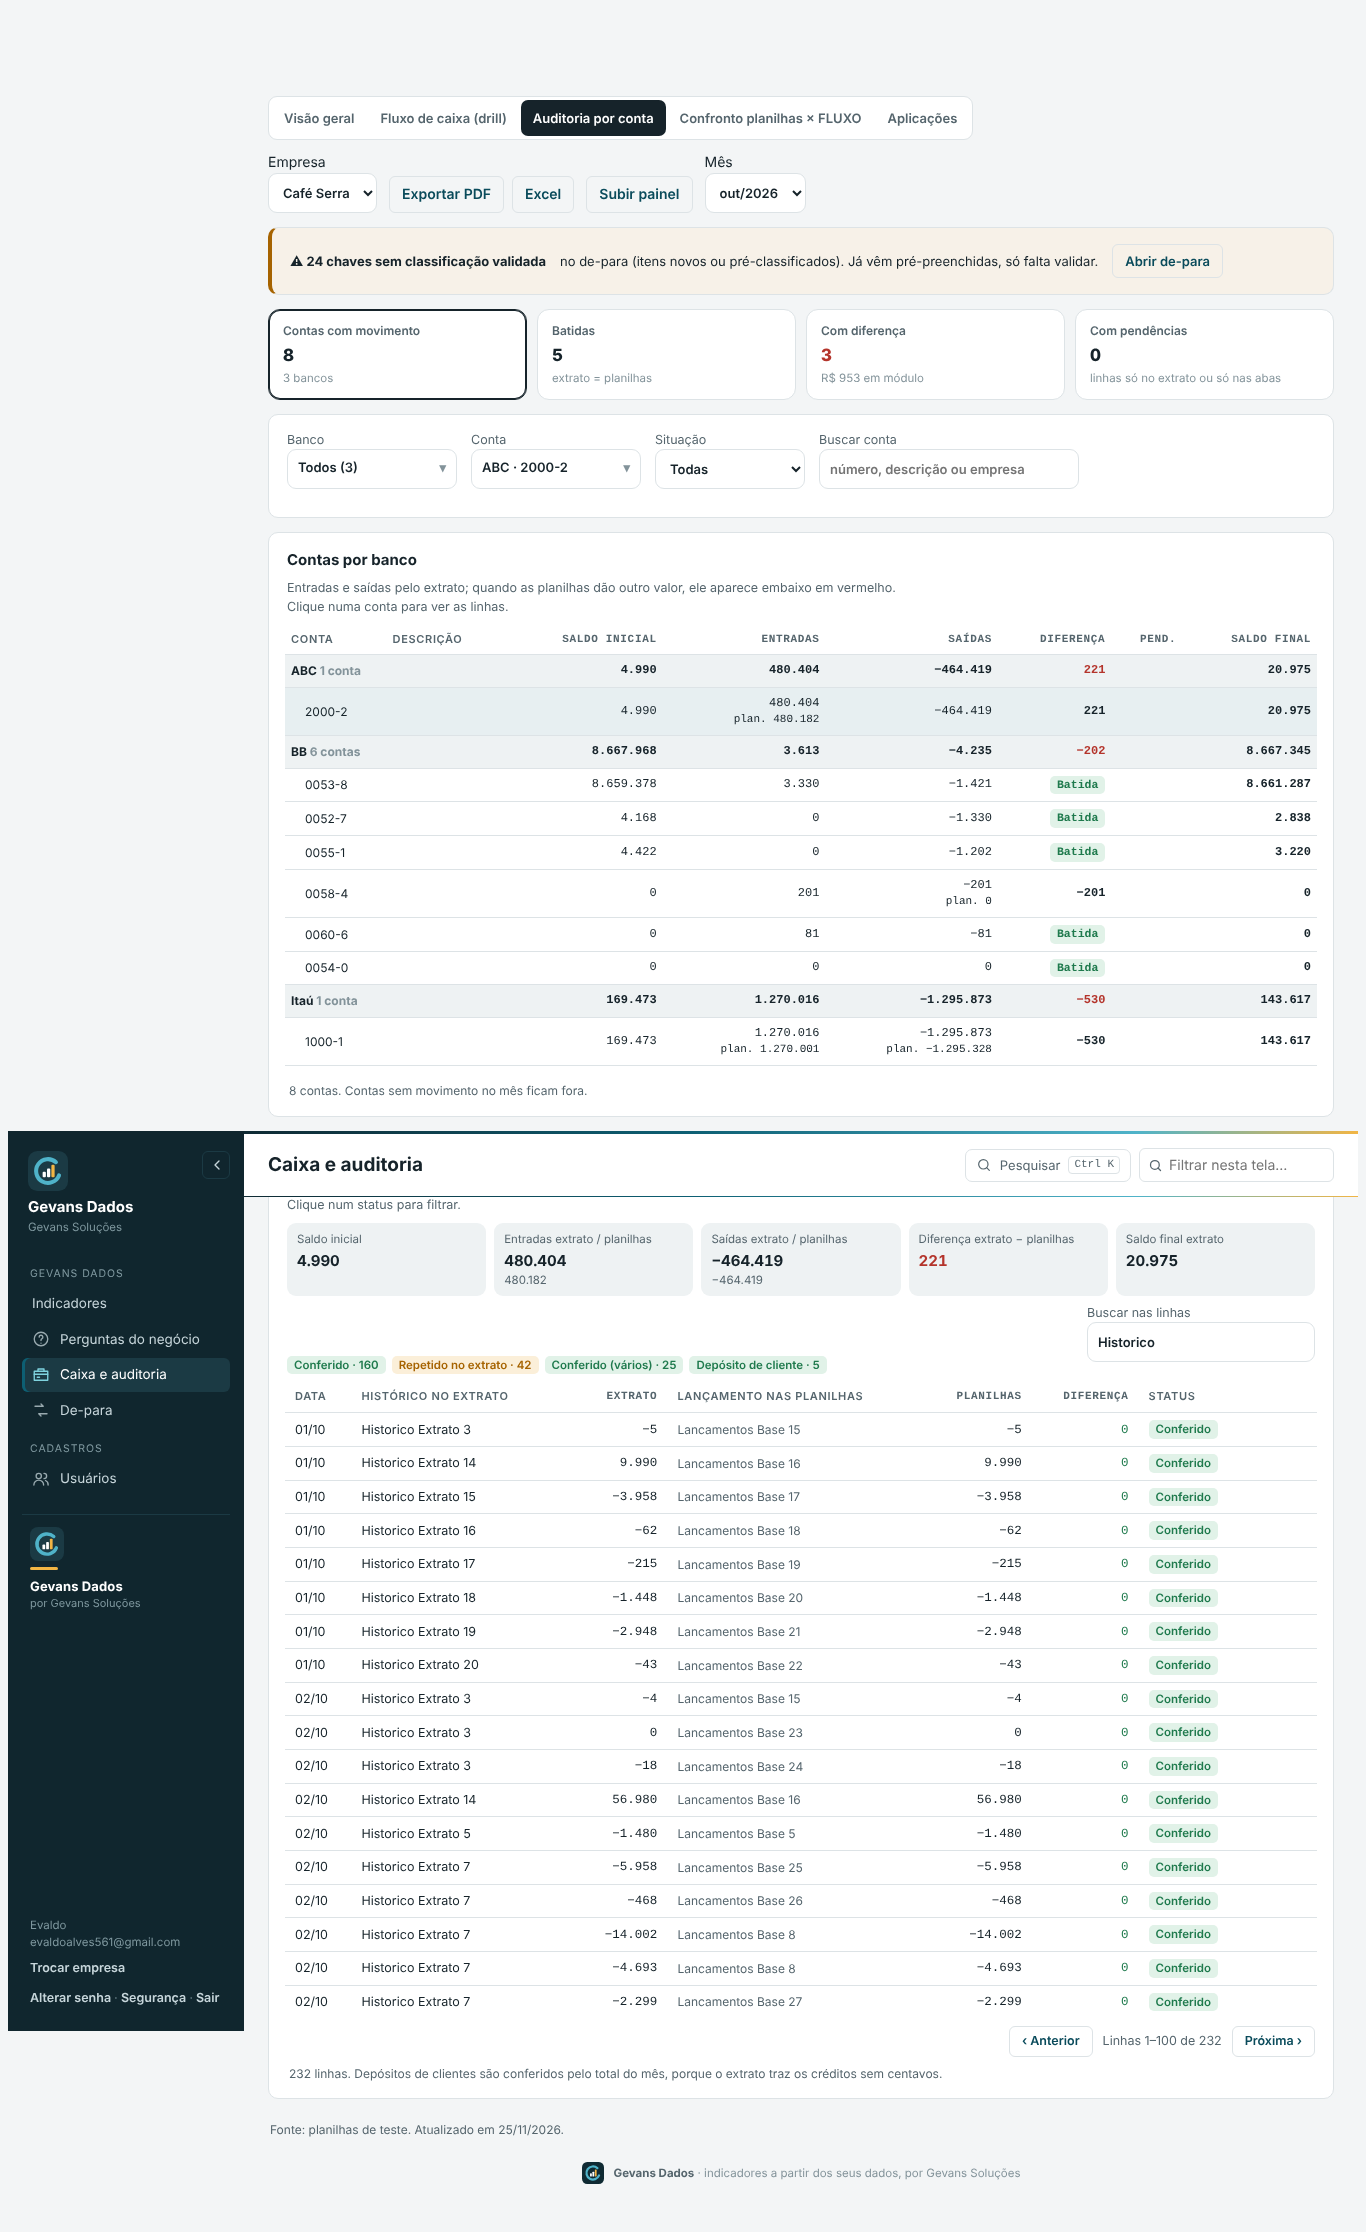 Visão geral Fluxo de caixa (drill) Auditoria por conta Confronto planilhas × FLUXO Aplicações
Empresa Mês
Café Serra Exportar PDF Excel Subir painel out/2026
⚠ 24 chaves sem classificação validada no de-para (itens novos ou pré-classificados). Já vêm pré-preenchidas, só falta validar. Abrir de-para
Contas com movimento Batidas Com diferença Com pendências
8 5 3 0
3 bancos extrato = planilhas R$ 953 em módulo linhas só no extrato ou só nas abas
Banco Conta Situação Buscar conta
Todos (3) ▾ ABC · 2000-2 ▾ Todas número, descrição ou empresa
Contas por banco
Entradas e saídas pelo extrato; quando as planilhas dão outro valor, ele aparece embaixo em vermelho.
Clique numa conta para ver as linhas.
CONTA DESCRIÇÃO SALDO INICIAL ENTRADAS SAÍDAS DIFERENÇA PEND. SALDO FINAL
ABC 1 conta 4.990 480.404 −464.419 221 20.975
2000-2 4.990 480.404 −464.419 221 20.975
plan. 480.182
BB 6 contas 8.667.968 3.613 −4.235 −202 8.667.345
0053-8 8.659.378 3.330 −1.421 Batida 8.661.287
0052-7 4.168 0 −1.330 Batida 2.838
0055-1 4.422 0 −1.202 Batida 3.220
0058-4 0 201 −201 −201 0
plan. 0
0060-6 0 81 −81 Batida 0
0054-0 0 0 0 Batida 0
Itaú 1 conta 169.473 1.270.016 −1.295.873 −530 143.617
1000-1 169.473 1.270.016 −1.295.873 −530 143.617
plan. 1.270.001 plan. −1.295.328
8 contas. Contas sem movimento no mês ficam fora.
Gevans Dados
Gevans Soluções
GEVANS DADOS
Indicadores
Perguntas do negócio
Caixa e auditoria
De-para
CADASTROS
Usuários
Gevans Dados
por Gevans Soluções
Evaldo
evaldoalves561@gmail.com
Trocar empresa
Alterar senha · Segurança · Sair
Caixa e auditoria Pesquisar Ctrl K Filtrar nesta tela...
Clique num status para filtrar.
Saldo inicial Entradas extrato / planilhas Saídas extrato / planilhas Diferença extrato − planilhas Saldo final extrato
4.990 480.404 −464.419 221 20.975
480.182 −464.419
Buscar nas linhas
Historico
Conferido · 160 Repetido no extrato · 42 Conferido (vários) · 25 Depósito de cliente · 5
DATA HISTÓRICO NO EXTRATO EXTRATO LANÇAMENTO NAS PLANILHAS PLANILHAS DIFERENÇA STATUS
01/10 Historico Extrato 3 −5 Lancamentos Base 15 −5 0 Conferido
01/10 Historico Extrato 14 9.990 Lancamentos Base 16 9.990 0 Conferido
01/10 Historico Extrato 15 −3.958 Lancamentos Base 17 −3.958 0 Conferido
01/10 Historico Extrato 16 −62 Lancamentos Base 18 −62 0 Conferido
01/10 Historico Extrato 17 −215 Lancamentos Base 19 −215 0 Conferido
01/10 Historico Extrato 18 −1.448 Lancamentos Base 20 −1.448 0 Conferido
01/10 Historico Extrato 19 −2.948 Lancamentos Base 21 −2.948 0 Conferido
01/10 Historico Extrato 20 −43 Lancamentos Base 22 −43 0 Conferido
02/10 Historico Extrato 3 −4 Lancamentos Base 15 −4 0 Conferido
02/10 Historico Extrato 3 0 Lancamentos Base 23 0 0 Conferido
02/10 Historico Extrato 3 −18 Lancamentos Base 24 −18 0 Conferido
02/10 Historico Extrato 14 56.980 Lancamentos Base 16 56.980 0 Conferido
02/10 Historico Extrato 5 −1.480 Lancamentos Base 5 −1.480 0 Conferido
02/10 Historico Extrato 7 −5.958 Lancamentos Base 25 −5.958 0 Conferido
02/10 Historico Extrato 7 −468 Lancamentos Base 26 −468 0 Conferido
02/10 Historico Extrato 7 −14.002 Lancamentos Base 8 −14.002 0 Conferido
02/10 Historico Extrato 7 −4.693 Lancamentos Base 8 −4.693 0 Conferido
02/10 Historico Extrato 7 −2.299 Lancamentos Base 27 −2.299 0 Conferido
‹ Anterior Linhas 1–100 de 232 Próxima ›
232 linhas. Depósitos de clientes são conferidos pelo total do mês, porque o extrato traz os créditos sem centavos.
Fonte: planilhas de teste. Atualizado em 25/11/2026.
Gevans Dados · indicadores a partir dos seus dados, por Gevans Soluções